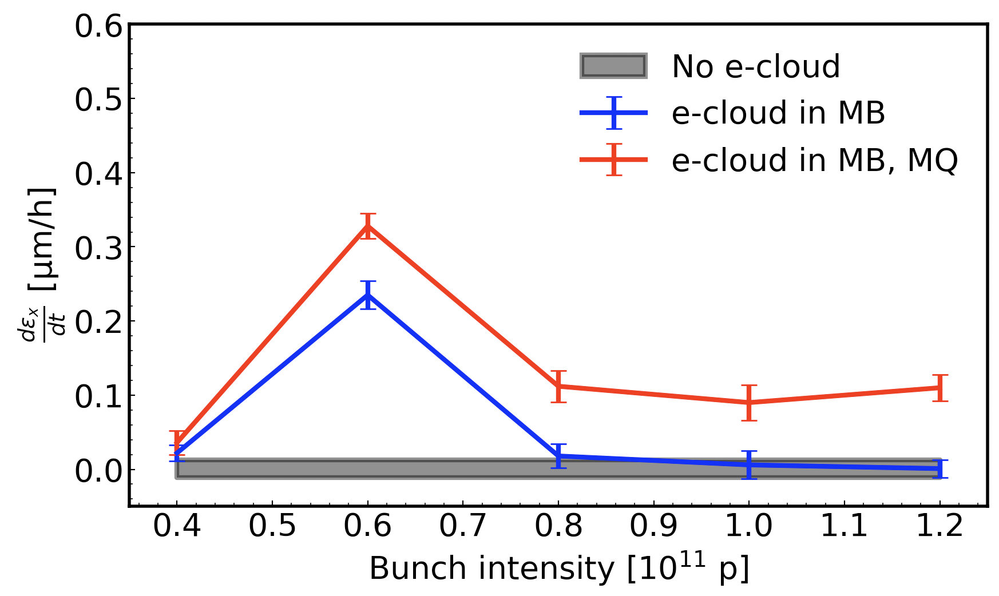 0.6
0.5
0.4
0.3
0.2
0.1
0.0
dεₓ/dt [μm/h]
No e-cloud
e-cloud in MB
e-cloud in MB, MQ
0.4 0.5 0.6 0.7 0.8 0.9 1.0 1.1 1.2
Bunch intensity [10¹¹ p]